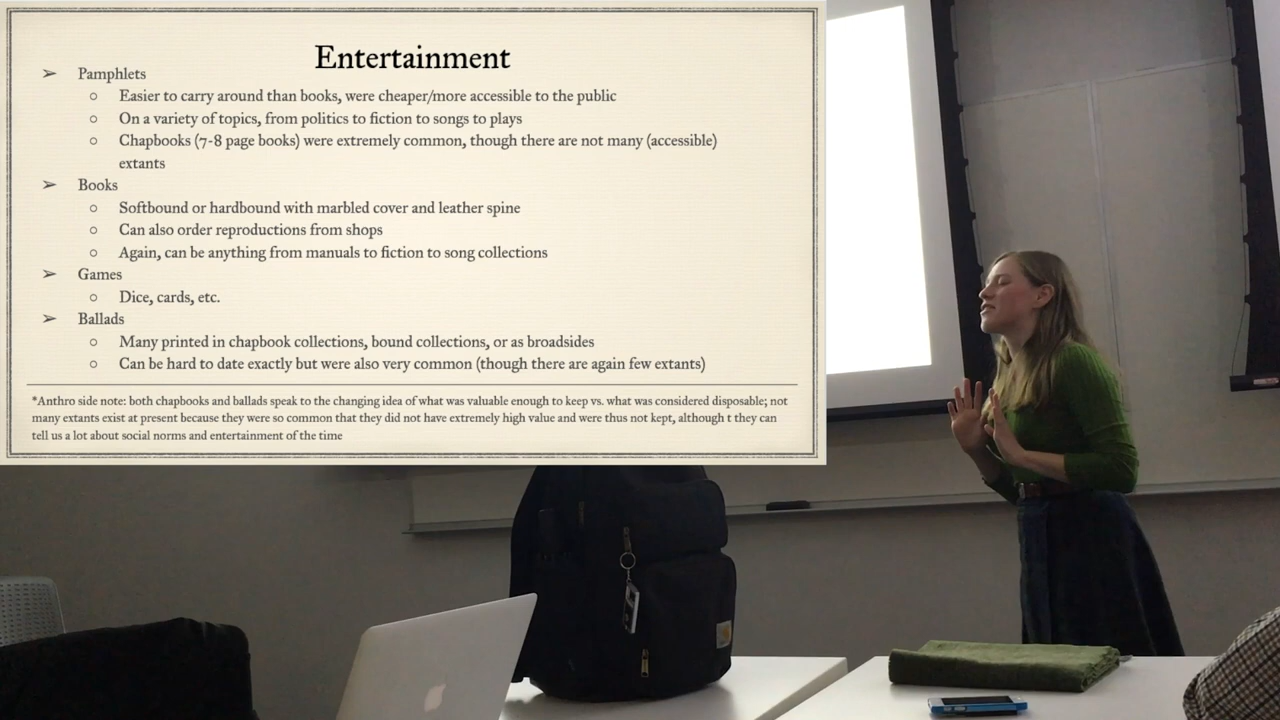 Entertainment
➢ Pamphlets
○ Easier to carry around than books, were cheaper/more accessible to the public
○ On a variety of topics, from politics to fiction to songs to plays
○ Chapbooks (7-8 page books) were extremely common, though there are not many (accessible)
extants
➢ Books
○ Softbound or hardbound with marbled cover and leather spine
○ Can also order reproductions from shops
○ Again, can be anything from manuals to fiction to song collections
➢ Games
○ Dice, cards, etc.
➢ Ballads
○ Many printed in chapbook collections, bound collections, or as broadsides
○ Can be hard to date exactly but were also very common (though there are again few extants)
*Anthro side note: both chapbooks and ballads speak to the changing idea of what was valuable enough to keep vs. what was considered disposable; not
many extants exist at present because they were so common that they did not have extremely high value and were thus not kept, although t they can
tell us a lot about social norms and entertainment of the time